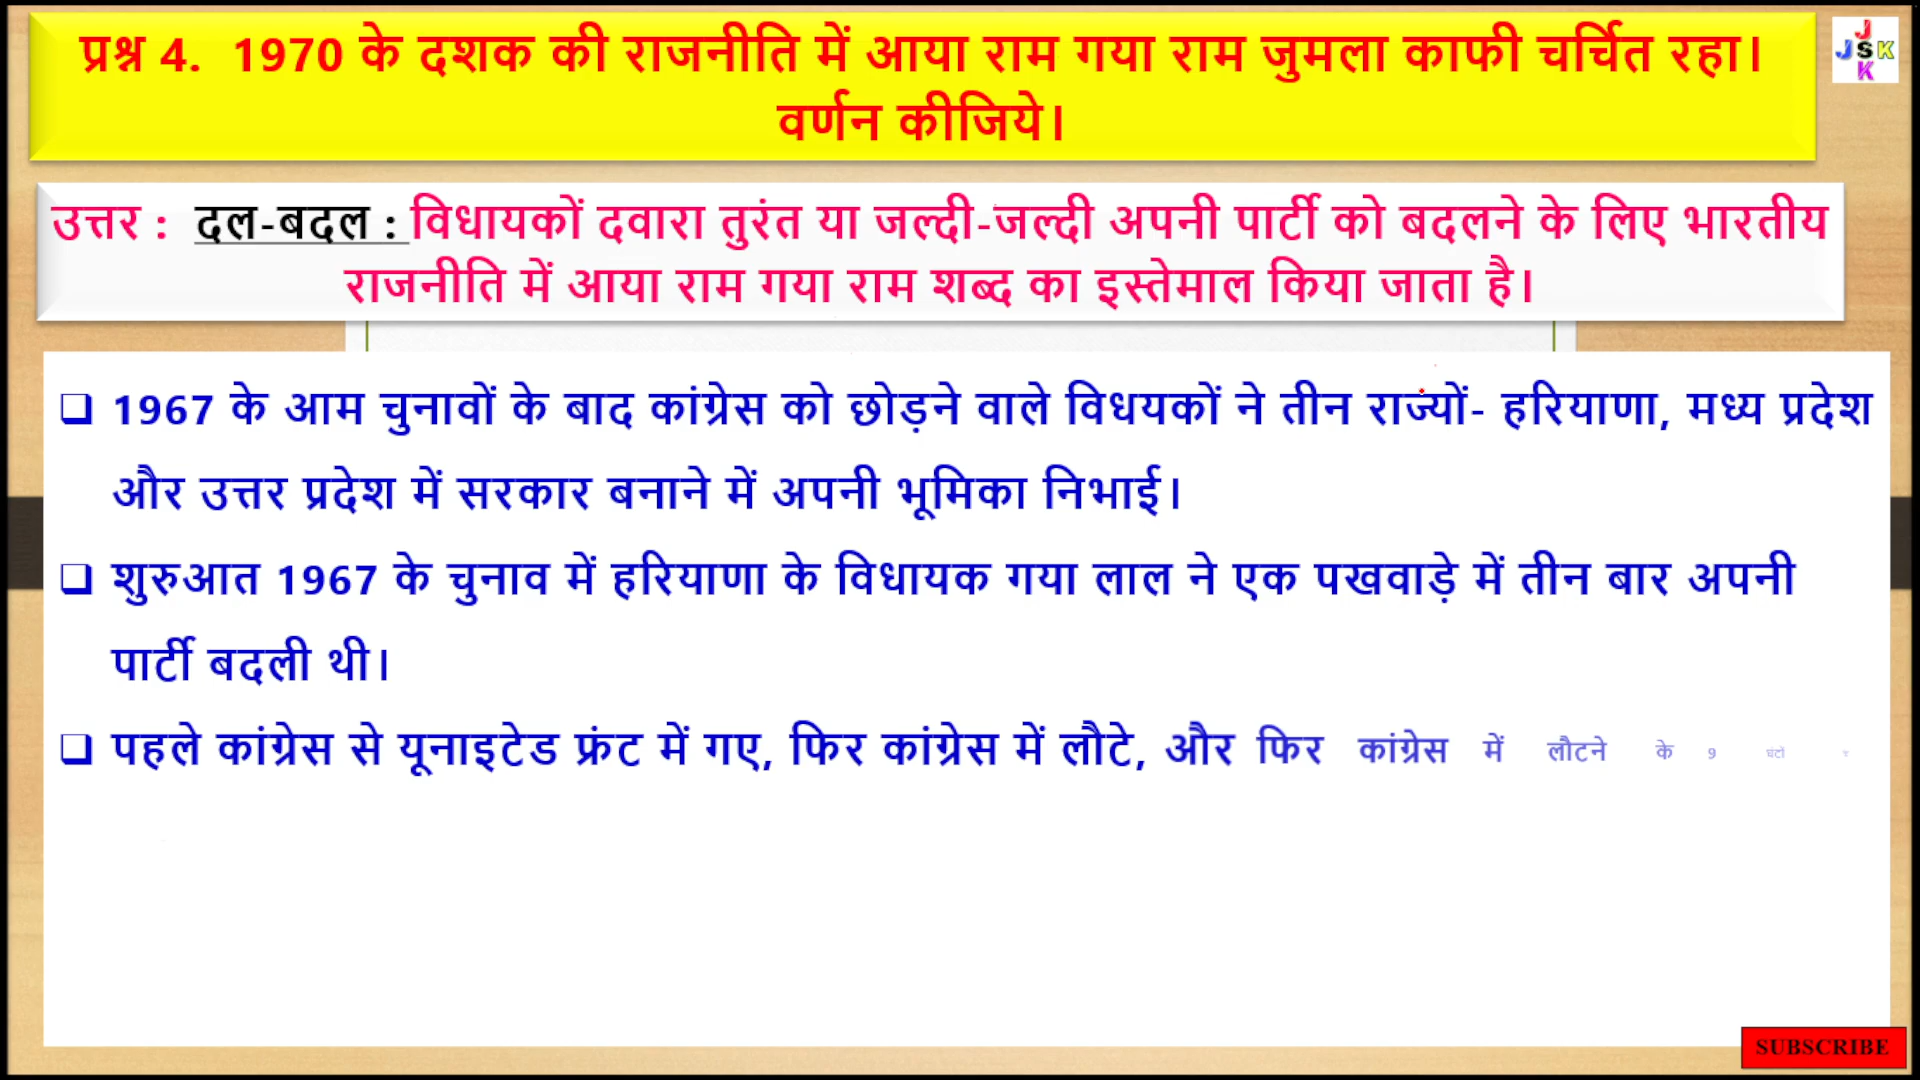 प्रश्न 4. 1970 के दशक की राजनीति में आया राम गया राम जुमला काफी चर्चित रहा।
वर्णन कीजिये।
J
J S K
K
उत्तर : दल-बदल : विधायकों दवारा तुरंत या जल्दी-जल्दी अपनी पार्टी को बदलने के लिए भारतीय
राजनीति में आया राम गया राम शब्द का इस्तेमाल किया जाता है।
❑ 1967 के आम चुनावों के बाद कांग्रेस को छोड़ने वाले विधयकों ने तीन राज्यों- हरियाणा, मध्य प्रदेश
और उत्तर प्रदेश में सरकार बनाने में अपनी भूमिका निभाई।
❑ शुरुआत 1967 के चुनाव में हरियाणा के विधायक गया लाल ने एक पखवाड़े में तीन बार अपनी
पार्टी बदली थी।
❑ पहले कांग्रेस से यूनाइटेड फ्रंट में गए, फिर कांग्रेस में लौटे, और फिर कांग्रेस में लौटने के 9 घंटों
SUBSCRIBE